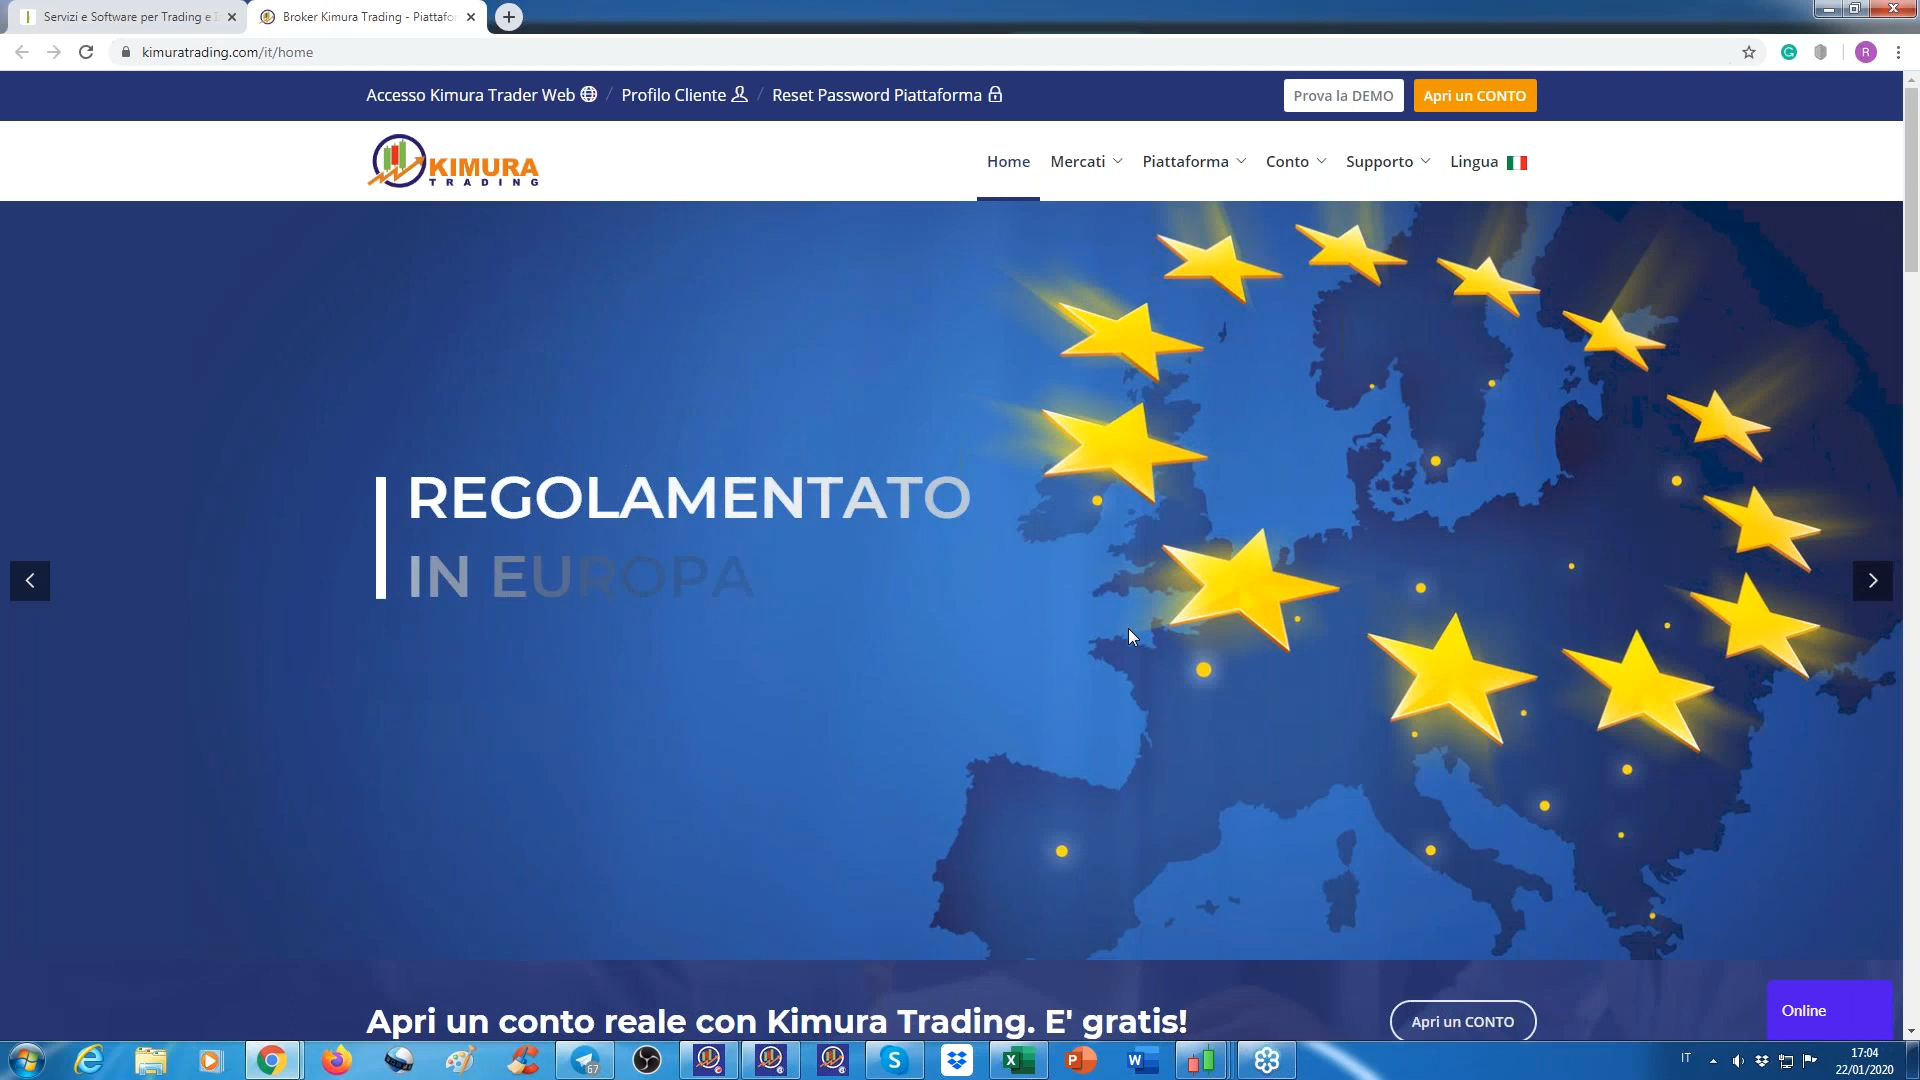 Servizi e Software per Trading e I
Broker Kimura Trading - Piattafo
kimuratrading.com/it/home
R
Accesso Kimura Trader Web / Profilo Cliente / Reset Password Piattaforma
Prova la DEMO
Apri un CONTO
KIMURA
TRADING
Home
Mercati
Piattaforma
Conto
Supporto
Lingua
REGOLAMENTATO
IN EUROPA
Apri un conto reale con Kimura Trading. E' gratis!
Apri un CONTO
Online
67
IT
17:04
22/01/2020